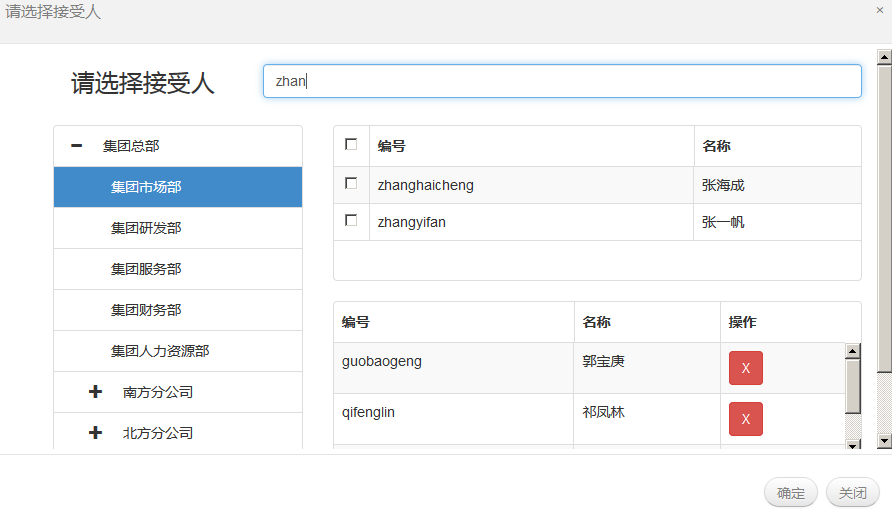 请选择接受人 ×
请选择接受人 zhan
集团总部
集团市场部
集团研发部
集团服务部
集团财务部
集团人力资源部
南方分公司
北方分公司
编号 名称
zhanghaicheng 张海成
zhangyifan 张一帆
编号 名称 操作
guobaogeng 郭宝庚 X
qifenglin 祁凤林 X
确定 关闭